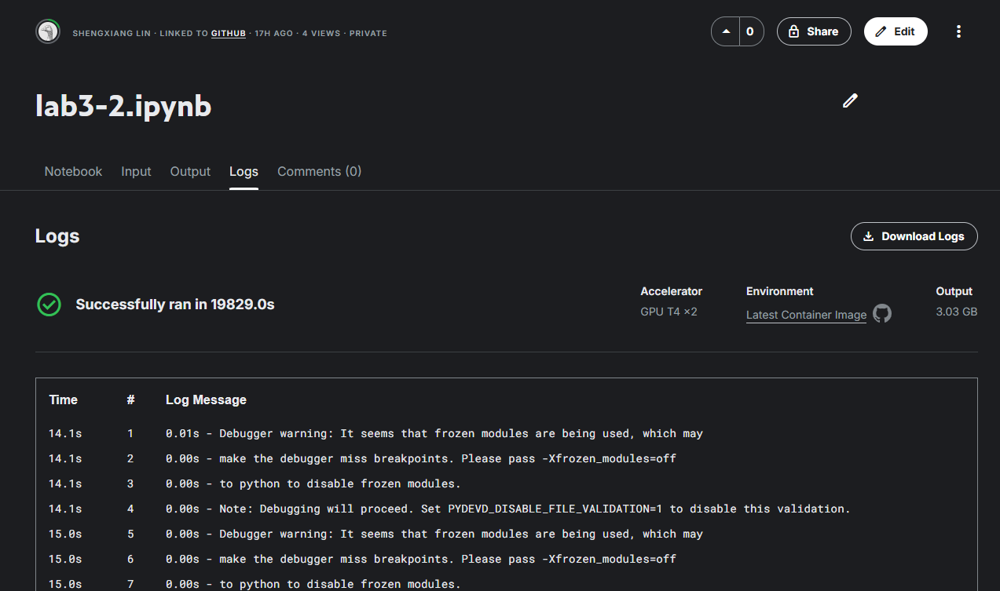 SHENGXIANG LIN · LINKED TO GITHUB · 17H AGO · 4 VIEWS · PRIVATE
0
Share
Edit
lab3-2.ipynb
Notebook Input Output Logs Comments (0)
Logs
Download Logs
Successfully ran in 19829.0s
Accelerator Environment Output
GPU T4 ×2 Latest Container Image 3.03 GB
Time # Log Message
14.1s 1 0.01s - Debugger warning: It seems that frozen modules are being used, which may
14.1s 2 0.00s - make the debugger miss breakpoints. Please pass -Xfrozen_modules=off
14.1s 3 0.00s - to python to disable frozen modules.
14.1s 4 0.00s - Note: Debugging will proceed. Set PYDEVD_DISABLE_FILE_VALIDATION=1 to disable this validation.
15.0s 5 0.00s - Debugger warning: It seems that frozen modules are being used, which may
15.0s 6 0.00s - make the debugger miss breakpoints. Please pass -Xfrozen_modules=off
15.0s 7 0.00s - to python to disable frozen modules.